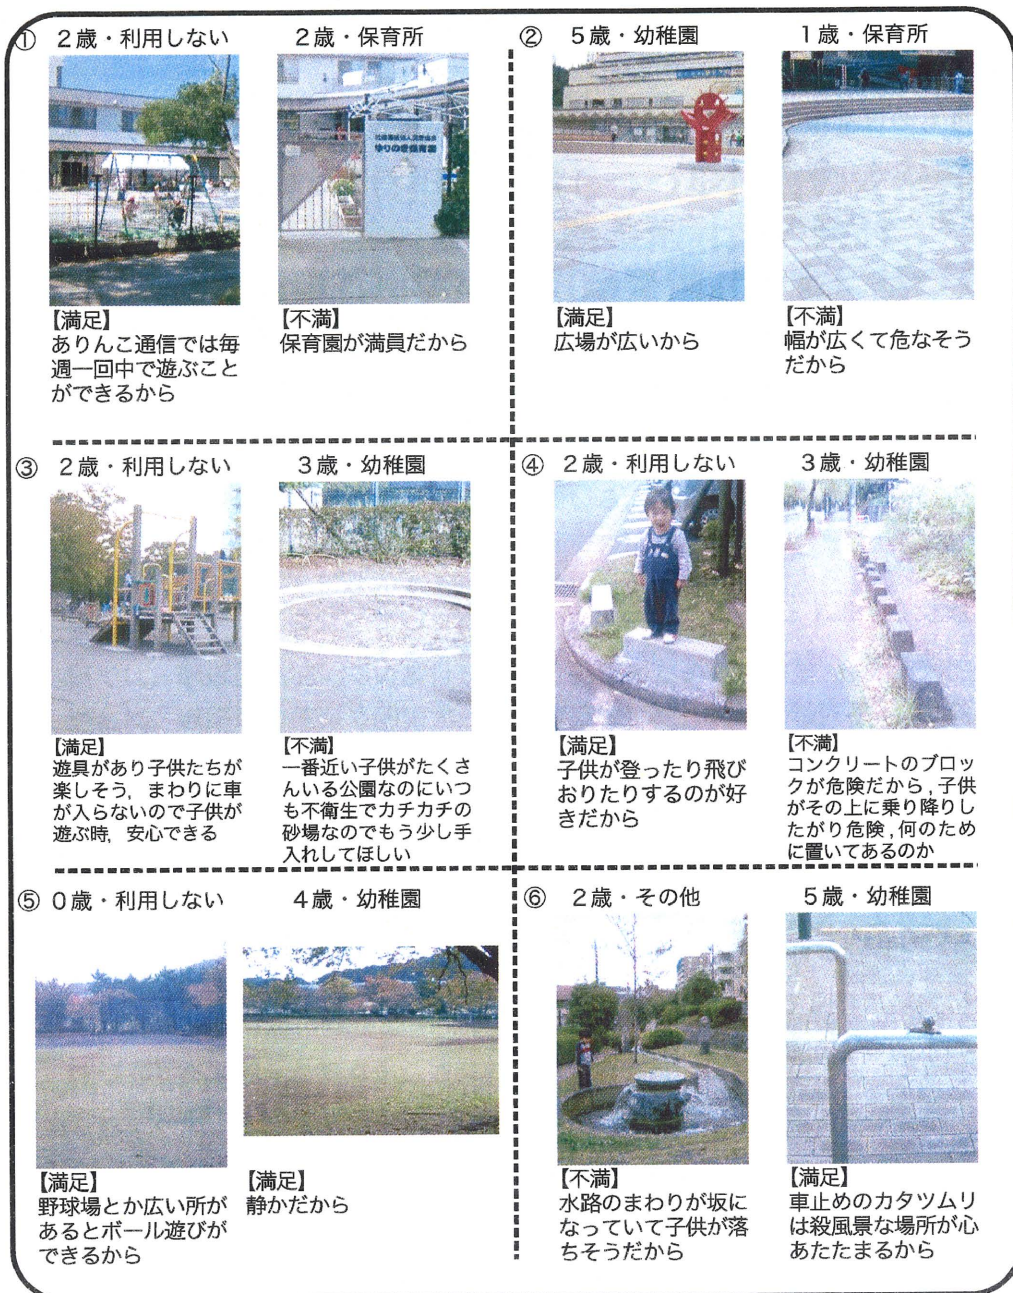 ① 2歳・利用しない
2歳・保育所
ゆりのき保育園
【満足】
ありんこ通信では毎
週一回中で遊ぶこと
ができるから
【不満】
保育園が満員だから
② 5歳・幼稚園
1歳・保育所
【満足】
広場が広いから
【不満】
幅が広くて危なそう
だから
③ 2歳・利用しない
3歳・幼稚園
【満足】
遊具があり子供たちが
楽しそう，まわりに車
が入らないので子供が
遊ぶ時，安心できる
【不満】
一番近い子供がたくさ
んいる公園なのにいつ
も不衛生でカチカチの
砂場なのでもう少し手
入れしてほしい
④ 2歳・利用しない
3歳・幼稚園
【満足】
子供が登ったり飛び
おりたりするのが好
きだから
【不満】
コンクリートのブロッ
クが危険だから，子供
がその上に乗り降りし
たがり危険，何のため
に置いてあるのか
⑤ 0歳・利用しない
4歳・幼稚園
【満足】
野球場とか広い所が
あるとボール遊びが
できるから
【満足】
静かだから
⑥ 2歳・その他
5歳・幼稚園
【不満】
水路のまわりが坂に
なっていて子供が落
ちそうだから
【満足】
車止めのカタツムリ
は殺風景な場所が心
あたたまるから